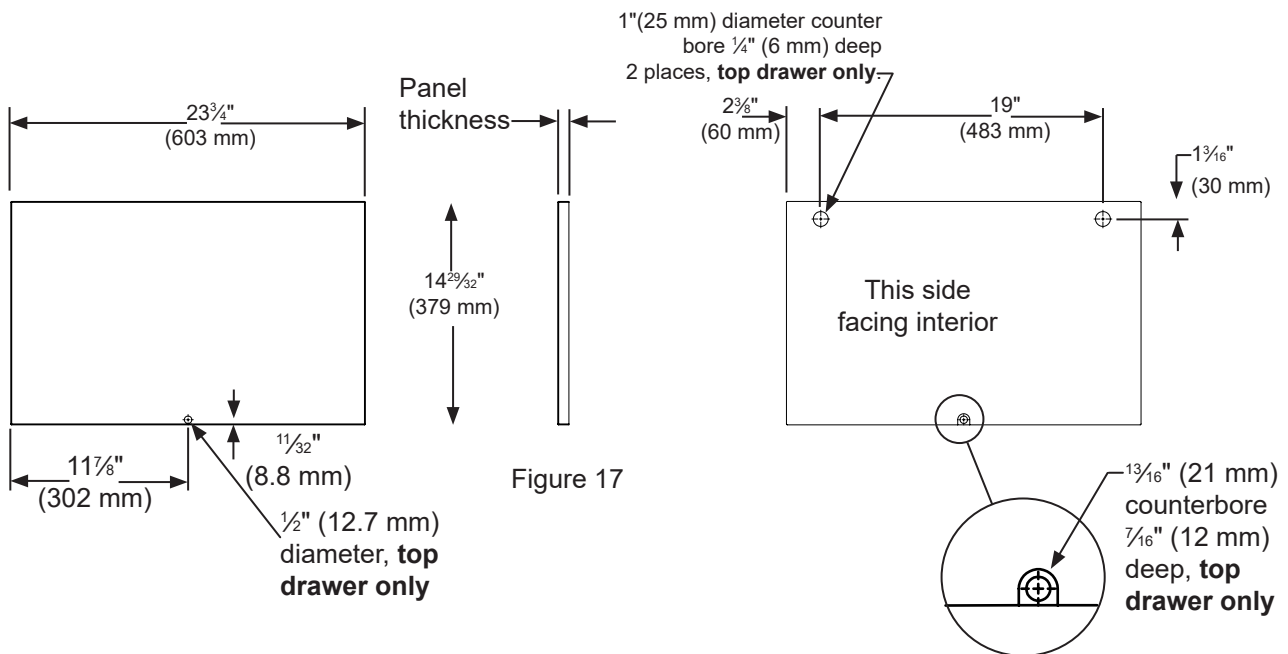 1"(25 mm) diameter counter
bore ¼" (6 mm) deep
2 places, top drawer only.
Panel
thickness
23¾"
(603 mm)
2⅜"
(60 mm)
19"
(483 mm)
1³⁄₁₆"
(30 mm)
14²⁹⁄₃₂"
(379 mm)
This side
facing interior
¹¹⁄₃₂"
(8.8 mm)
11⅞"
(302 mm)
Figure 17
½" (12.7 mm)
diameter, top
drawer only
¹³⁄₁₆" (21 mm)
counterbore
⁷⁄₁₆" (12 mm)
deep, top
drawer only